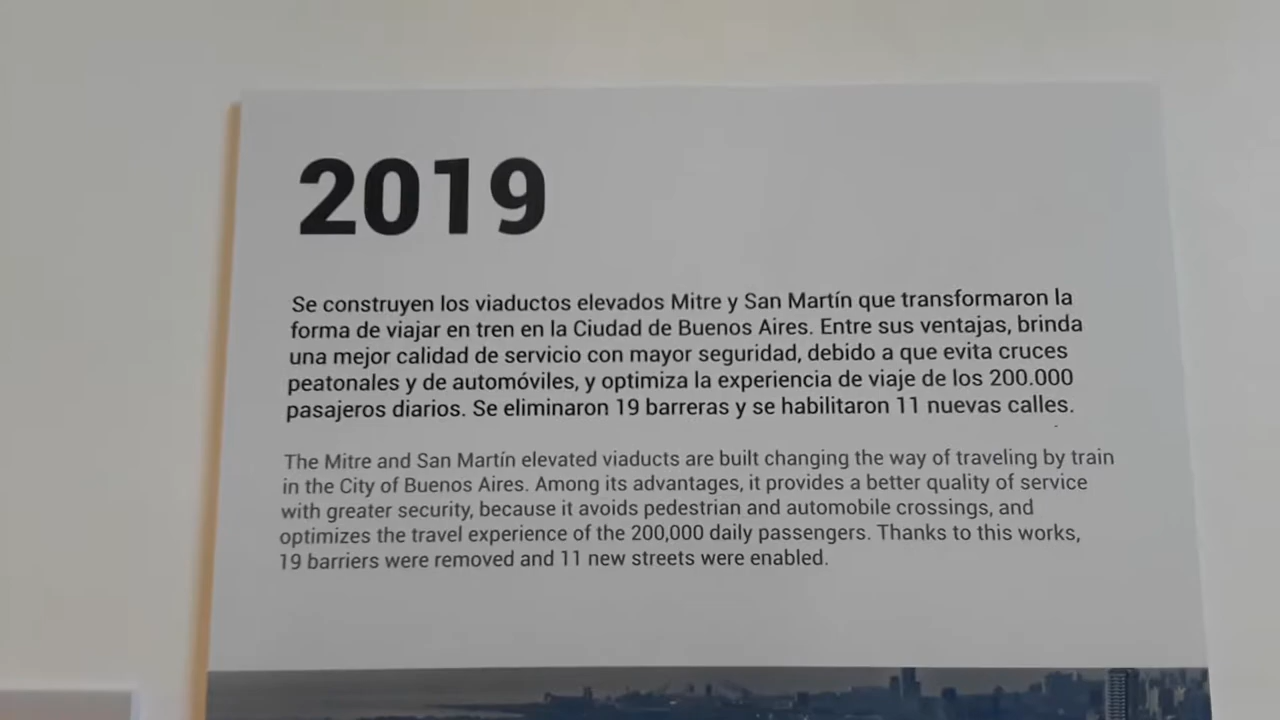 2019
Se construyen los viaductos elevados Mitre y San Martín que transformaron la
forma de viajar en tren en la Ciudad de Buenos Aires. Entre sus ventajas, brinda
una mejor calidad de servicio con mayor seguridad, debido a que evita cruces
peatonales y de automóviles, y optimiza la experiencia de viaje de los 200.000
pasajeros diarios. Se eliminaron 19 barreras y se habilitaron 11 nuevas calles.
The Mitre and San Martín elevated viaducts are built changing the way of traveling by train
in the City of Buenos Aires. Among its advantages, it provides a better quality of service
with greater security, because it avoids pedestrian and automobile crossings, and
optimizes the travel experience of the 200,000 daily passengers. Thanks to this works,
19 barriers were removed and 11 new streets were enabled.